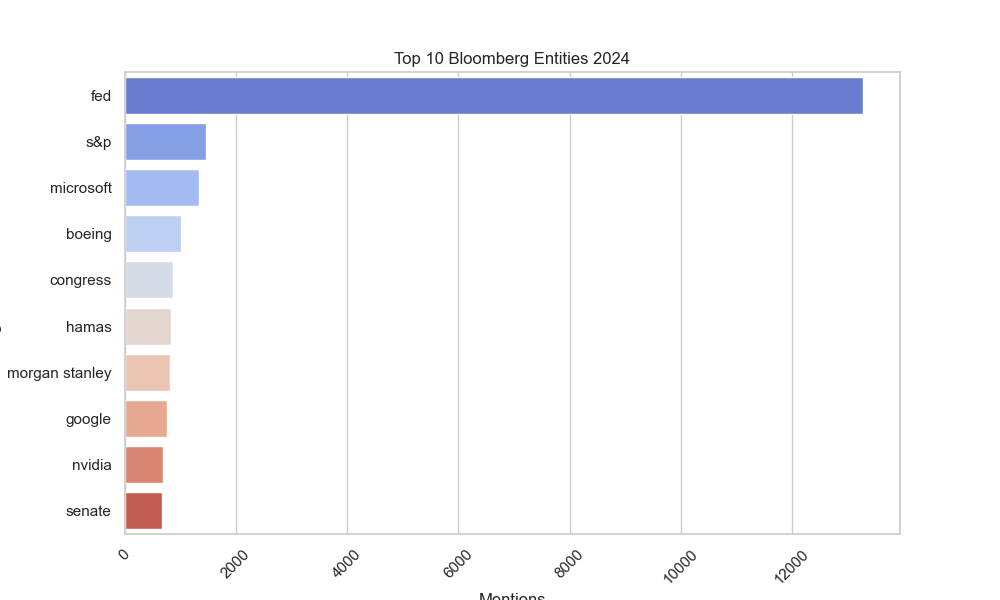 Top 10 Bloomberg Entities 2024
fed
s&p
microsoft
boeing
congress
hamas
morgan stanley
google
nvidia
senate
0
2000
4000
6000
8000
10000
12000
Mentions